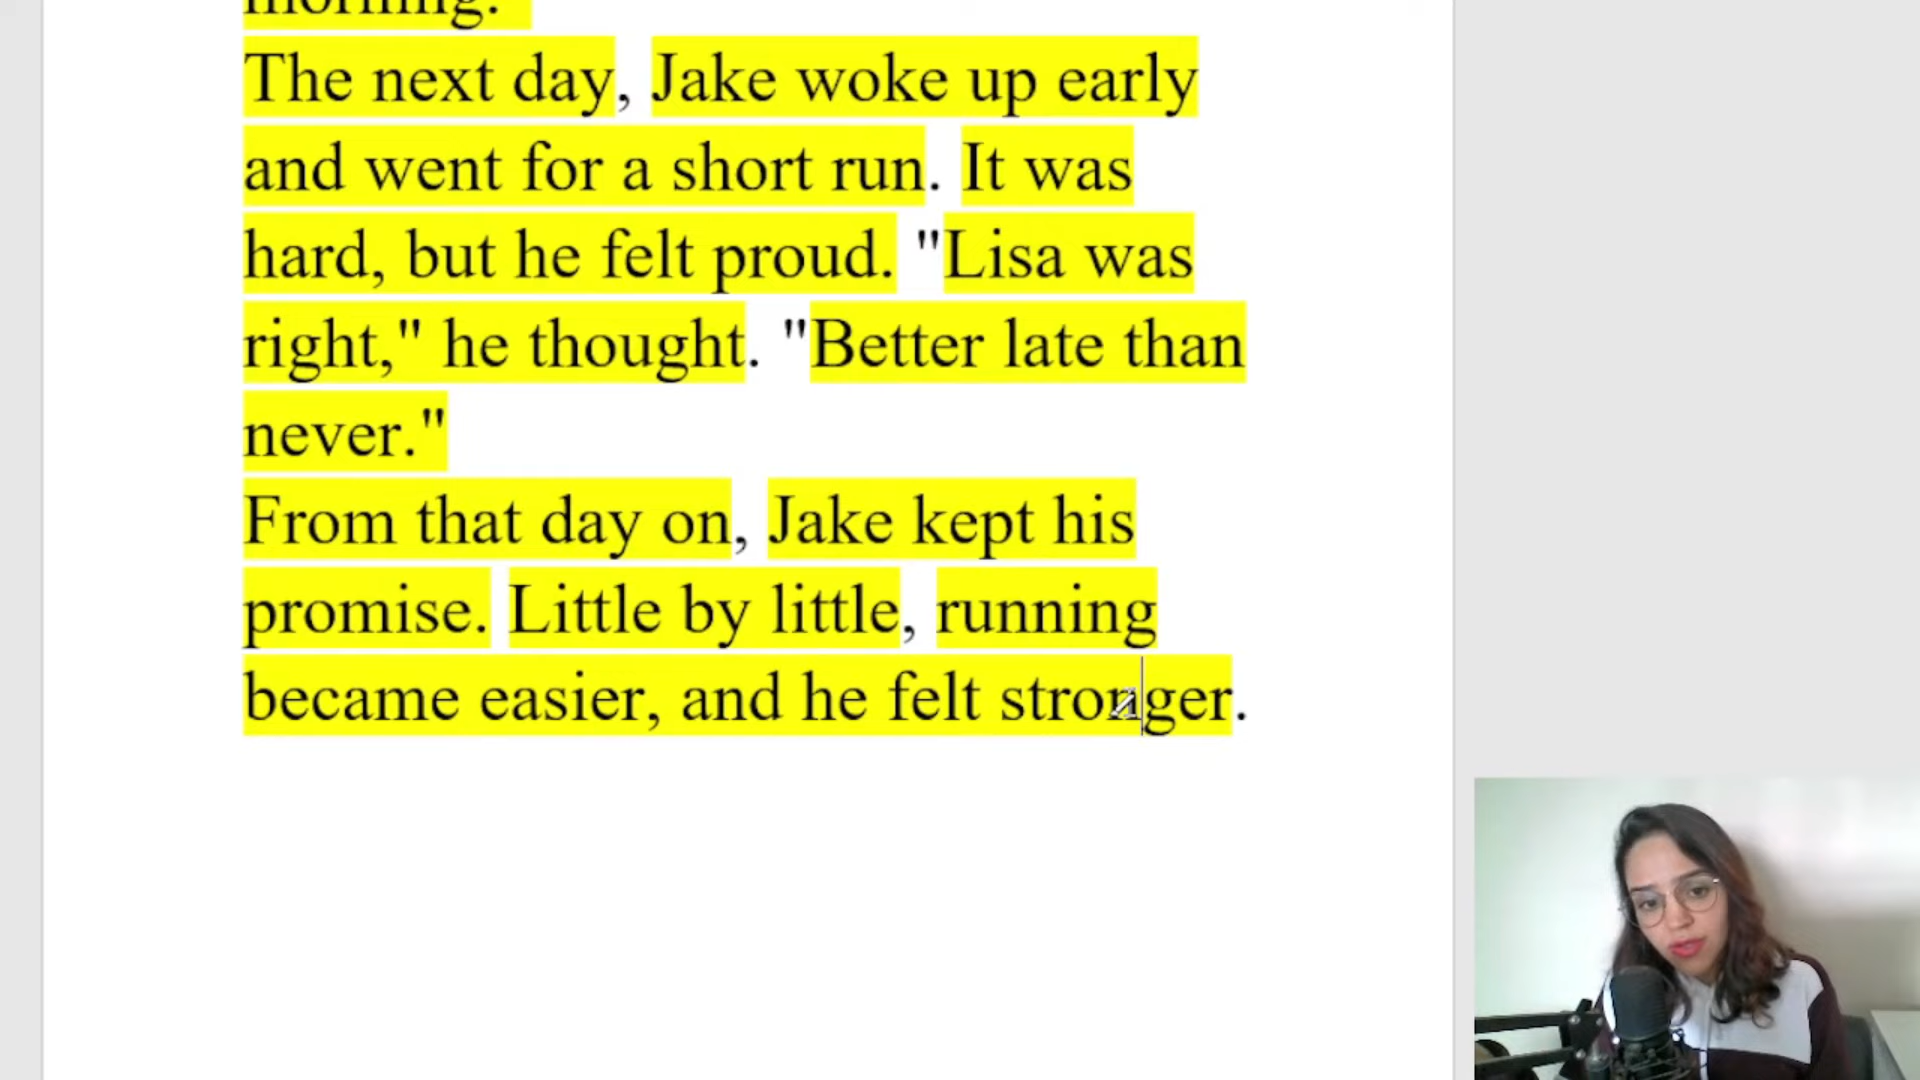 morning."
The next day, Jake woke up early
and went for a short run. It was
hard, but he felt proud. "Lisa was
right," he thought. "Better late than
never."
From that day on, Jake kept his
promise. Little by little, running
became easier, and he felt stronger.